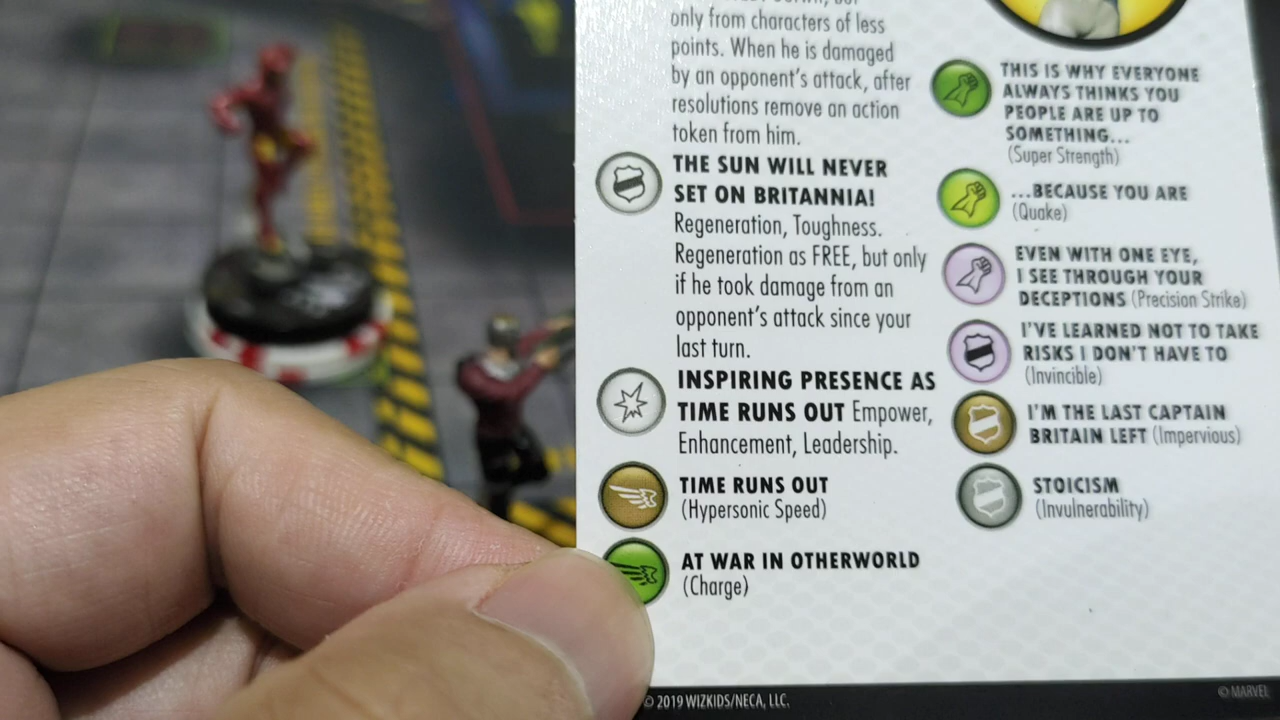 only from characters of less
points. When he is damaged
by an opponent's attack, after
resolutions remove an action
token from him.
THE SUN WILL NEVER
SET ON BRITANNIA!
Regeneration, Toughness.
Regeneration as FREE, but only
if he took damage from an
opponent's attack since your
last turn.
INSPIRING PRESENCE AS
TIME RUNS OUT Empower,
Enhancement, Leadership.
TIME RUNS OUT
(Hypersonic Speed)
AT WAR IN OTHERWORLD
(Charge)
THIS IS WHY EVERYONE
ALWAYS THINKS YOU
PEOPLE ARE UP TO
SOMETHING...
(Super Strength)
...BECAUSE YOU ARE
(Quake)
EVEN WITH ONE EYE,
I SEE THROUGH YOUR
DECEPTIONS (Precision Strike)
I'VE LEARNED NOT TO TAKE
RISKS I DON'T HAVE TO
(Invincible)
I'M THE LAST CAPTAIN
BRITAIN LEFT (Impervious)
STOICISM
(Invulnerability)
© 2019 WIZKIDS/NECA, LLC.
© MARVEL